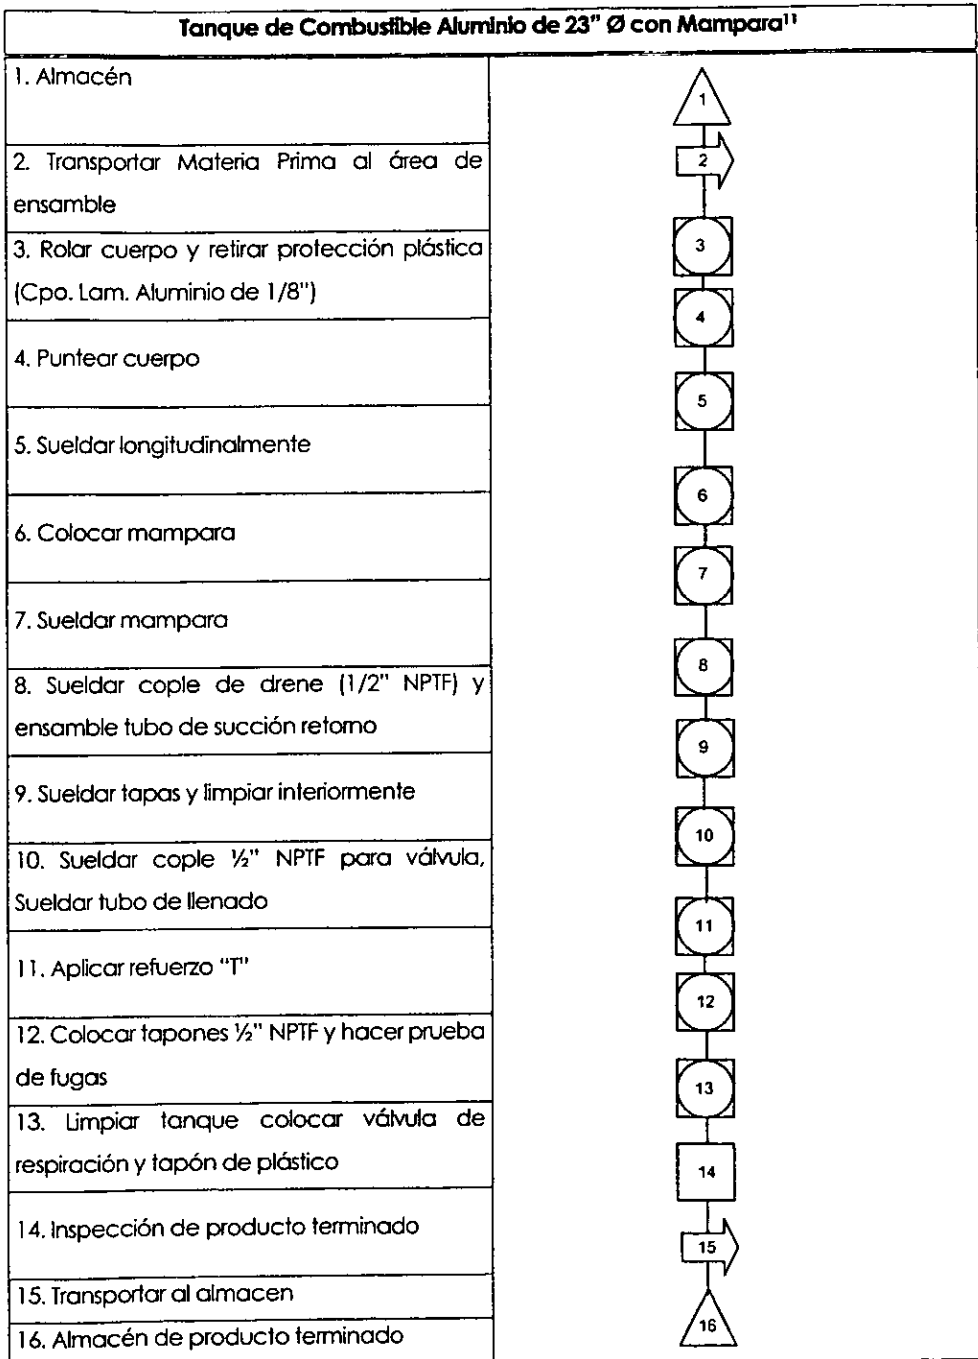 Tanque de Combustible Aluminio de 23" Ø con Mampara¹¹
1. Almacén
1
2. Transportar Materia Prima al área de
ensamble
2
3. Rolar cuerpo y retirar protección plástica
(Cpo. Lam. Aluminio de 1/8")
3
4. Puntear cuerpo
4
5. Sueldar longitudinalmente
5
6. Colocar mampara
6
7. Sueldar mampara
7
8. Sueldar cople de drene (1/2" NPTF) y
ensamble tubo de succión retorno
8
9. Sueldar tapas y limpiar interiormente
9
10. Sueldar cople ½" NPTF para válvula,
Sueldar tubo de llenado
10
11. Aplicar refuerzo "T"
11
12. Colocar tapones ½" NPTF y hacer prueba
de fugas
12
13. Limpiar tanque colocar válvula de
respiración y tapón de plástico
13
14. Inspección de producto terminado
14
15. Transportar al almacen
15
16. Almacén de producto terminado
16